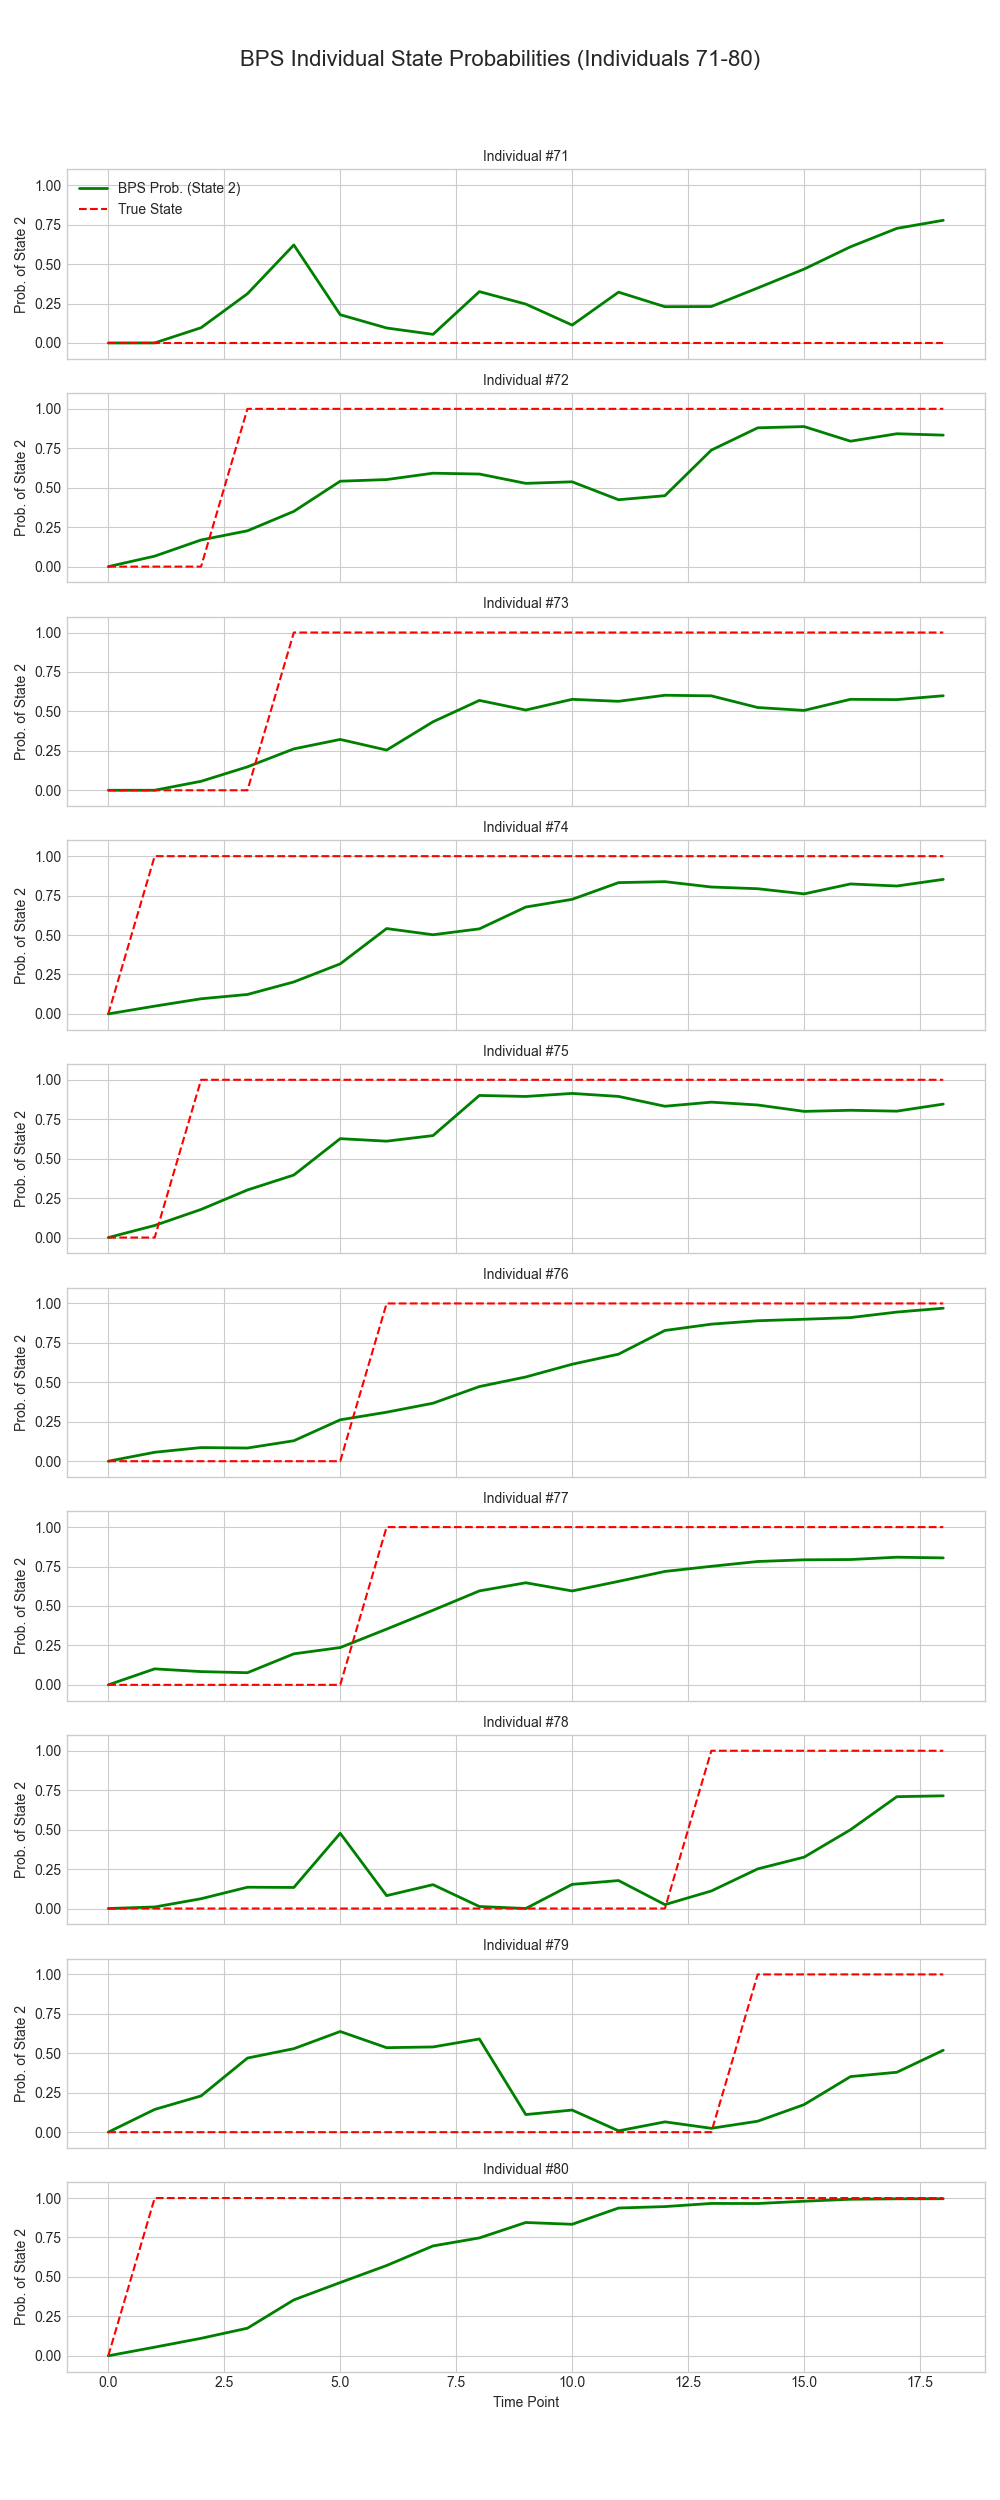 BPS Individual State Probabilities (Individuals 71-80)
Individual #71
BPS Prob. (State 2)
True State
Prob. of State 2
1.00
0.75
0.50
0.25
0.00
Individual #72
Prob. of State 2
1.00
0.75
0.50
0.25
0.00
Individual #73
Prob. of State 2
1.00
0.75
0.50
0.25
0.00
Individual #74
Prob. of State 2
1.00
0.75
0.50
0.25
0.00
Individual #75
Prob. of State 2
1.00
0.75
0.50
0.25
0.00
Individual #76
Prob. of State 2
1.00
0.75
0.50
0.25
0.00
Individual #77
Prob. of State 2
1.00
0.75
0.50
0.25
0.00
Individual #78
Prob. of State 2
1.00
0.75
0.50
0.25
0.00
Individual #79
Prob. of State 2
1.00
0.75
0.50
0.25
0.00
Individual #80
Prob. of State 2
1.00
0.75
0.50
0.25
0.00
0.0 2.5 5.0 7.5 10.0 12.5 15.0 17.5
Time Point